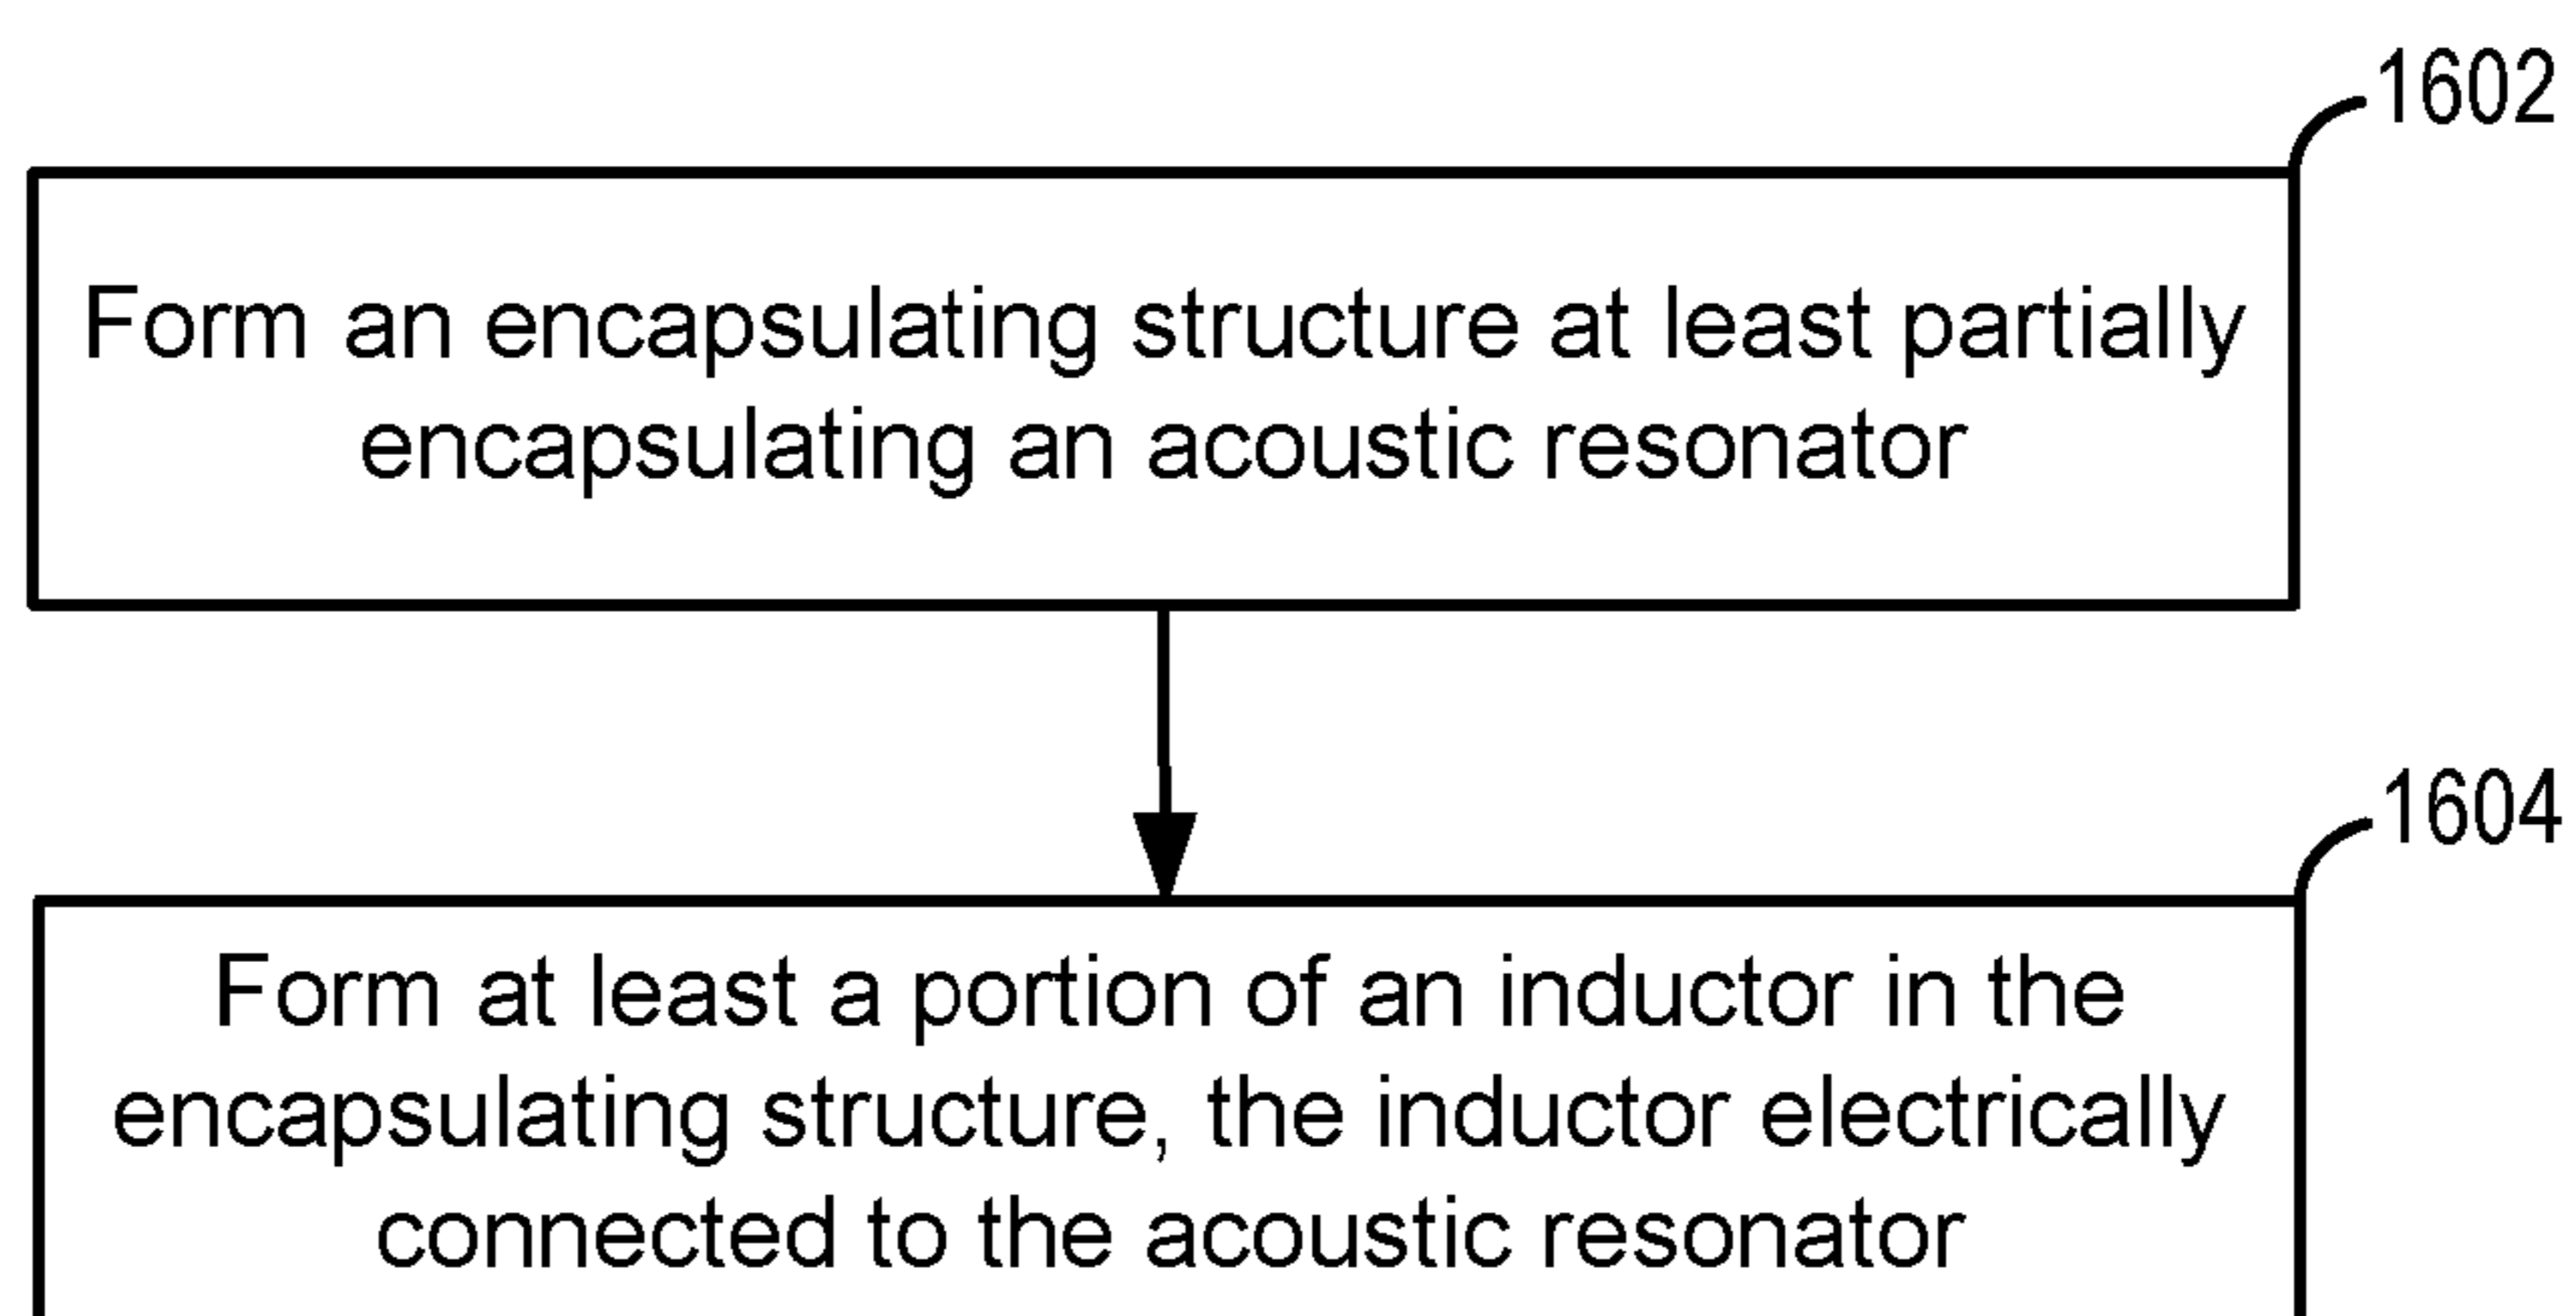 1602
Form an encapsulating structure at least partially
encapsulating an acoustic resonator
1604
Form at least a portion of an inductor in the
encapsulating structure, the inductor electrically
connected to the acoustic resonator